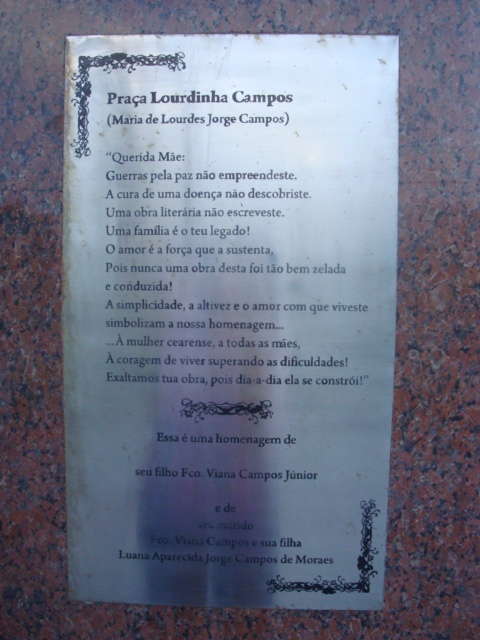 Praça Lourdinha Campos
(Maria de Lourdes Jorge Campos)
“Querida Mãe:
Guerras pela paz não empreendeste.
A cura de uma doença não descobriste.
Uma obra literária não escreveste.
Uma família é o teu legado!
O amor é a força que a sustenta,
Pois nunca uma obra desta foi tão bem zelada
e conduzida!
A simplicidade, a altivez e o amor com que viveste
simbolizam a nossa homenagem...
...À mulher cearense, a todas as mães,
À coragem de viver superando as dificuldades!
Exaltamos tua obra, pois dia-a-dia ela se constrói!”
Essa é uma homenagem de
seu filho Fco. Viana Campos Júnior
e de
seu marido
Fco. Viana Campos e sua filha
Luana Aparecida Jorge Campos de Moraes